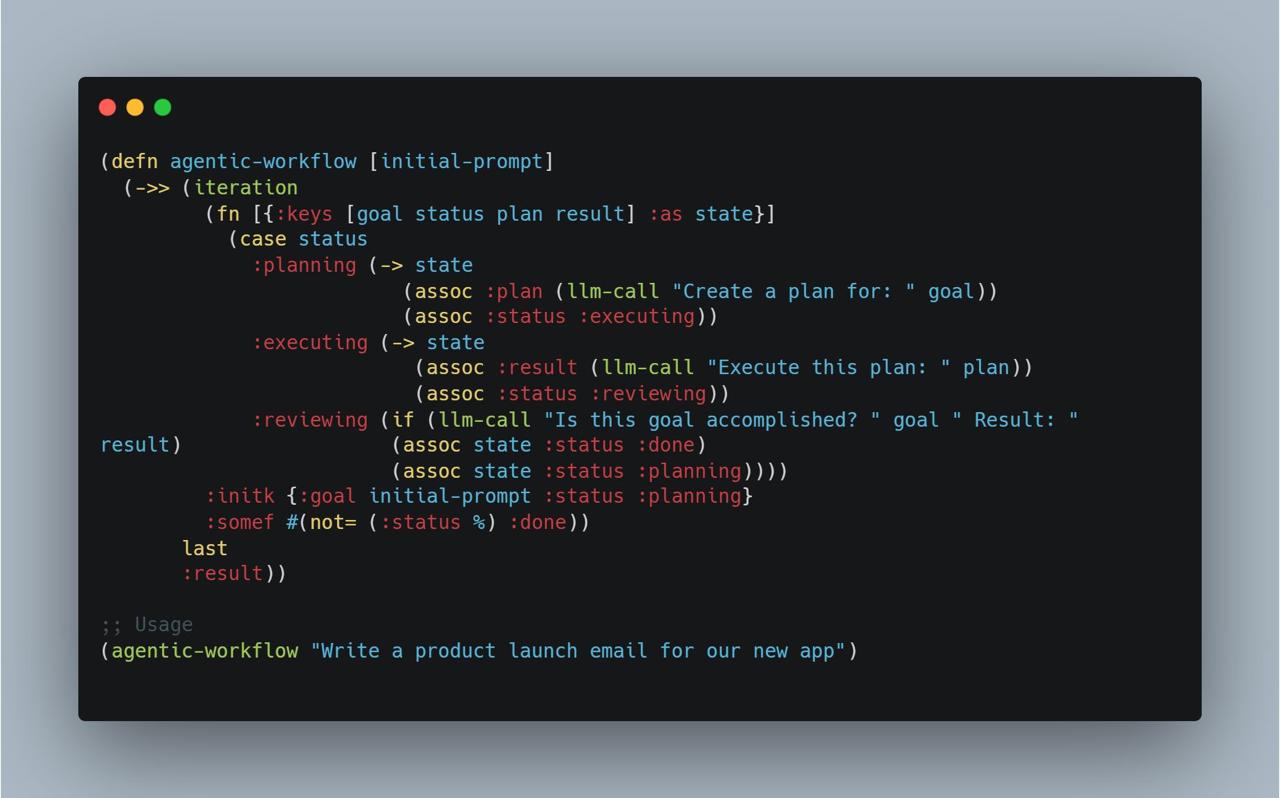 (defn agentic-workflow [initial-prompt]
  (->> (iteration
         (fn [{:keys [goal status plan result] :as state}]
           (case status
             :planning (-> state
                          (assoc :plan (llm-call "Create a plan for: " goal))
                          (assoc :status :executing))
             :executing (-> state
                           (assoc :result (llm-call "Execute this plan: " plan))
                           (assoc :status :reviewing))
             :reviewing (if (llm-call "Is this goal accomplished? " goal " Result: "
result)                  (assoc state :status :done)
                         (assoc state :status :planning))))
         :initk {:goal initial-prompt :status :planning}
         :somef #(not= (:status %) :done))
       last
       :result))

;; Usage
(agentic-workflow "Write a product launch email for our new app")